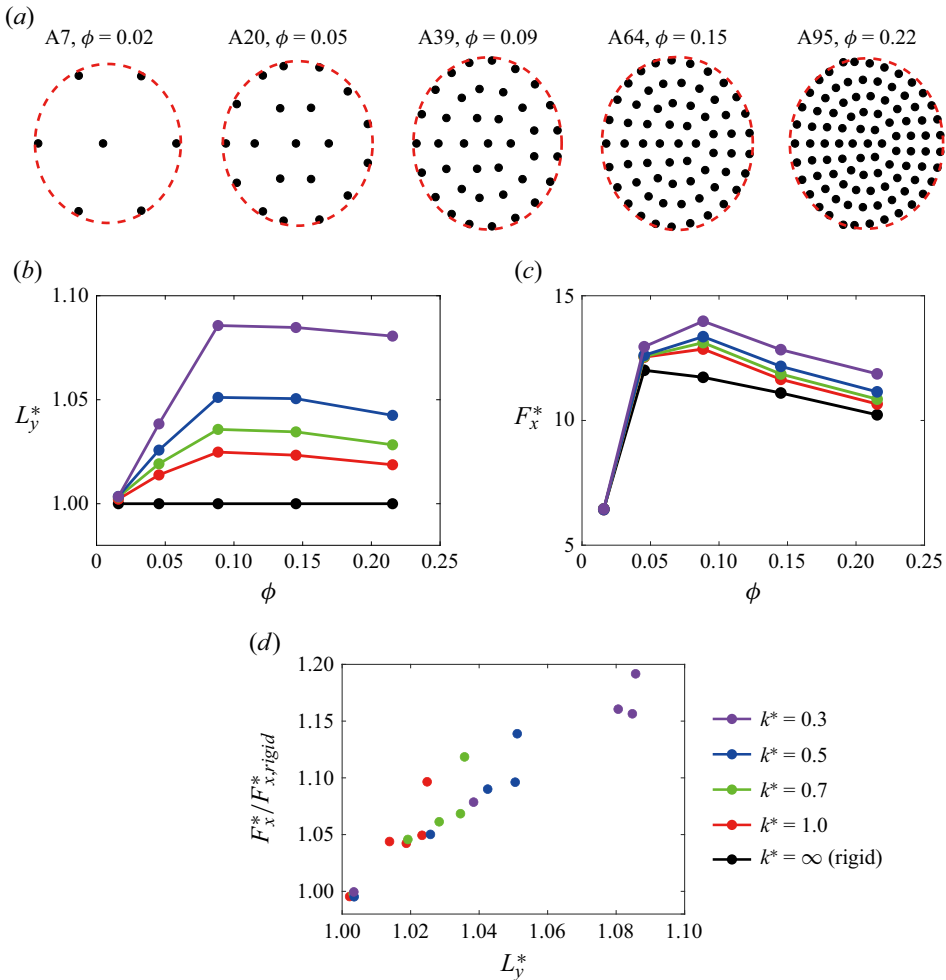 (a)
A7, ϕ = 0.02 A20, ϕ = 0.05 A39, ϕ = 0.09 A64, ϕ = 0.15 A95, ϕ = 0.22
(b)
1.10
1.05
1.00
L*y
0 0.05 0.10 0.15 0.20 0.25
ϕ
(c)
15
10
5
F*x
0 0.05 0.10 0.15 0.20 0.25
ϕ
(d)
1.20
1.15
1.10
1.05
1.00
F*x/F*x,rigid
1.00 1.02 1.04 1.06 1.08 1.10
L*y
k* = 0.3
k* = 0.5
k* = 0.7
k* = 1.0
k* = ∞ (rigid)